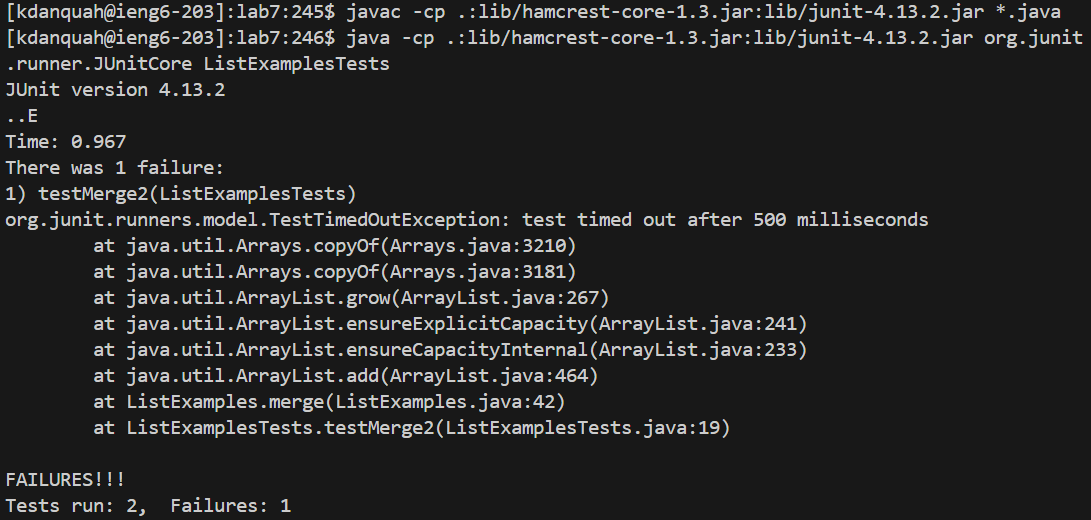 [kdanquah@ieng6-203]:lab7:245$ javac -cp .:lib/hamcrest-core-1.3.jar:lib/junit-4.13.2.jar *.java
[kdanquah@ieng6-203]:lab7:246$ java -cp .:lib/hamcrest-core-1.3.jar:lib/junit-4.13.2.jar org.junit
.runner.JUnitCore ListExamplesTests
JUnit version 4.13.2
..E
Time: 0.967
There was 1 failure:
1) testMerge2(ListExamplesTests)
org.junit.runners.model.TestTimedOutException: test timed out after 500 milliseconds
        at java.util.Arrays.copyOf(Arrays.java:3210)
        at java.util.Arrays.copyOf(Arrays.java:3181)
        at java.util.ArrayList.grow(ArrayList.java:267)
        at java.util.ArrayList.ensureExplicitCapacity(ArrayList.java:241)
        at java.util.ArrayList.ensureCapacityInternal(ArrayList.java:233)
        at java.util.ArrayList.add(ArrayList.java:464)
        at ListExamples.merge(ListExamples.java:42)
        at ListExamplesTests.testMerge2(ListExamplesTests.java:19)

FAILURES!!!
Tests run: 2,  Failures: 1